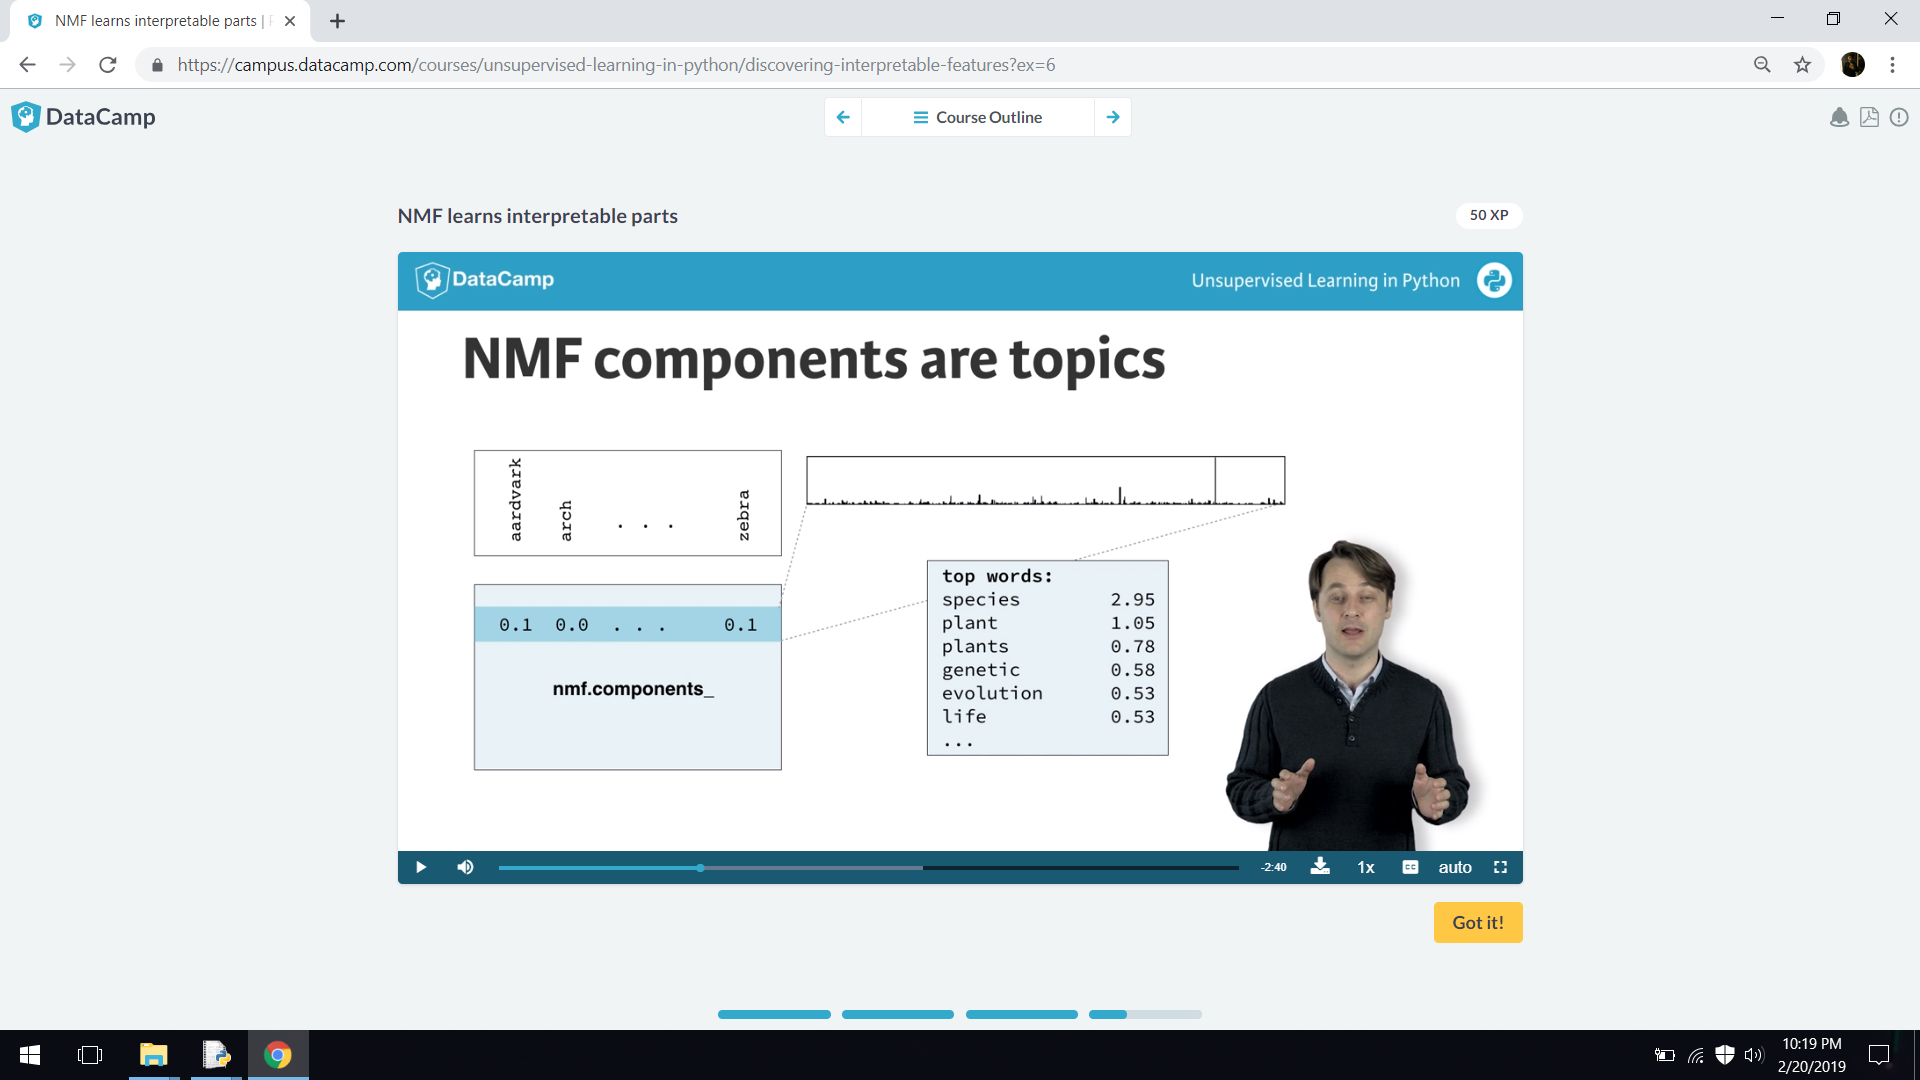 NMF learns interpretable parts |
https://campus.datacamp.com/courses/unsupervised-learning-in-python/discovering-interpretable-features?ex=6
DataCamp
Course Outline
NMF learns interpretable parts
50 XP
DataCamp
Unsupervised Learning in Python
NMF components are topics
aardvark
arch
. . .
zebra
0.1 0.0 . . . 0.1
nmf.components_
top words:
species 2.95
plant 1.05
plants 0.78
genetic 0.58
evolution 0.53
life 0.53
...
-2:40
1x
CC
auto
Got it!
10:19 PM
2/20/2019